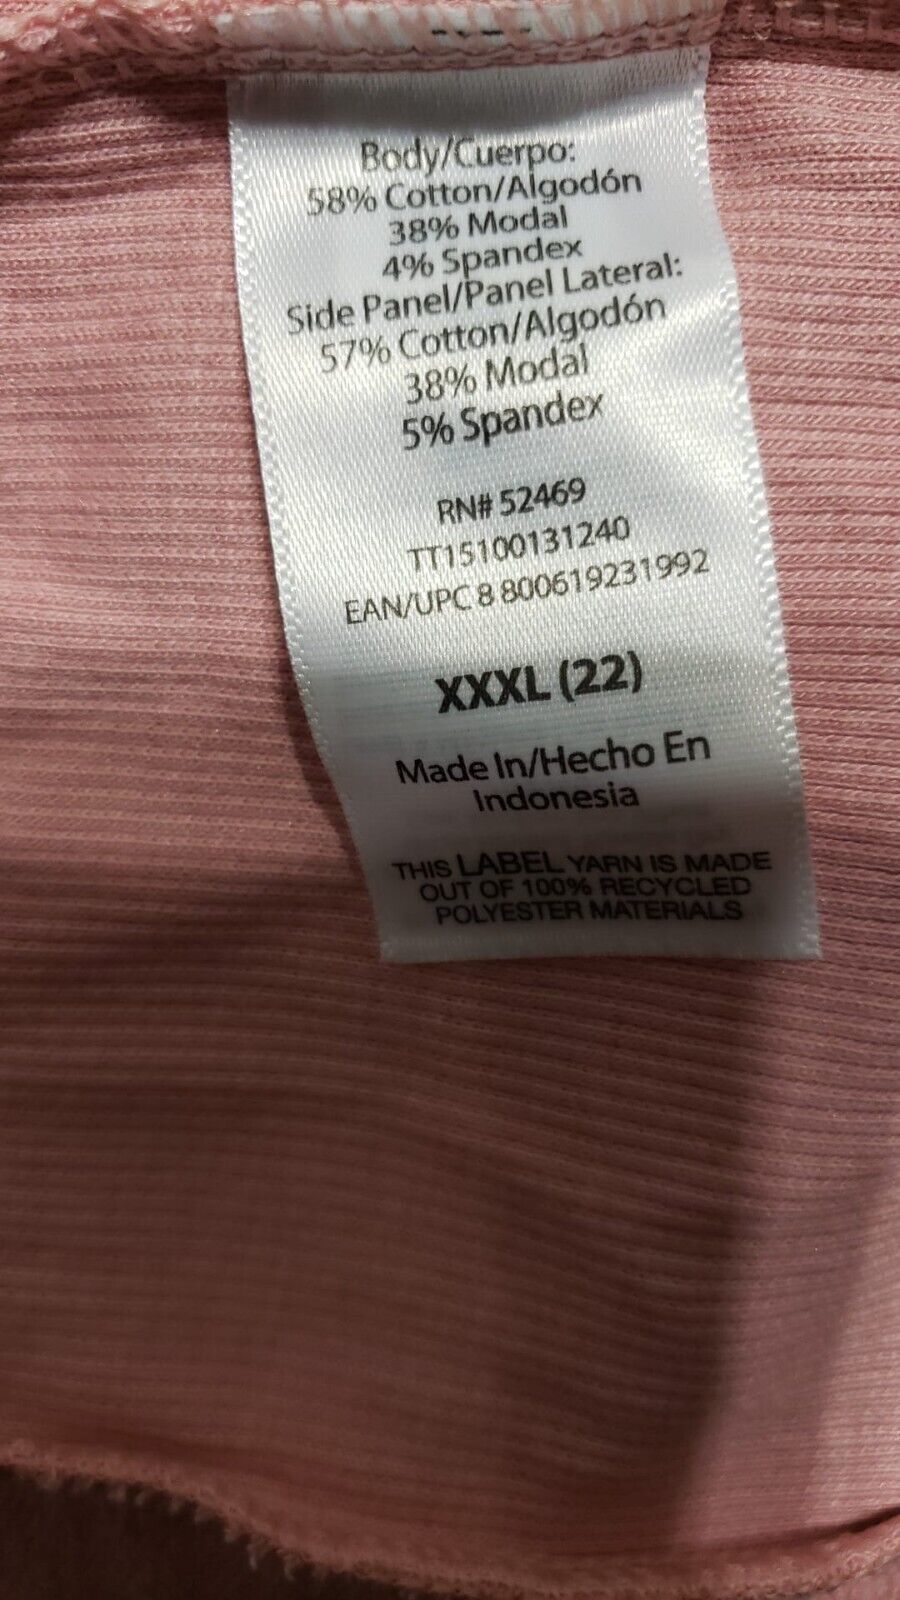 Body/Cuerpo:
58% Cotton/Algodón
38% Modal
4% Spandex
Side Panel/Panel Lateral:
57% Cotton/Algodón
38% Modal
5% Spandex
RN# 52469
TT15100131240
EAN/UPC 8 800619231992
XXXL (22)
Made In/Hecho En
Indonesia
THIS LABEL YARN IS MADE
OUT OF 100% RECYCLED
POLYESTER MATERIALS